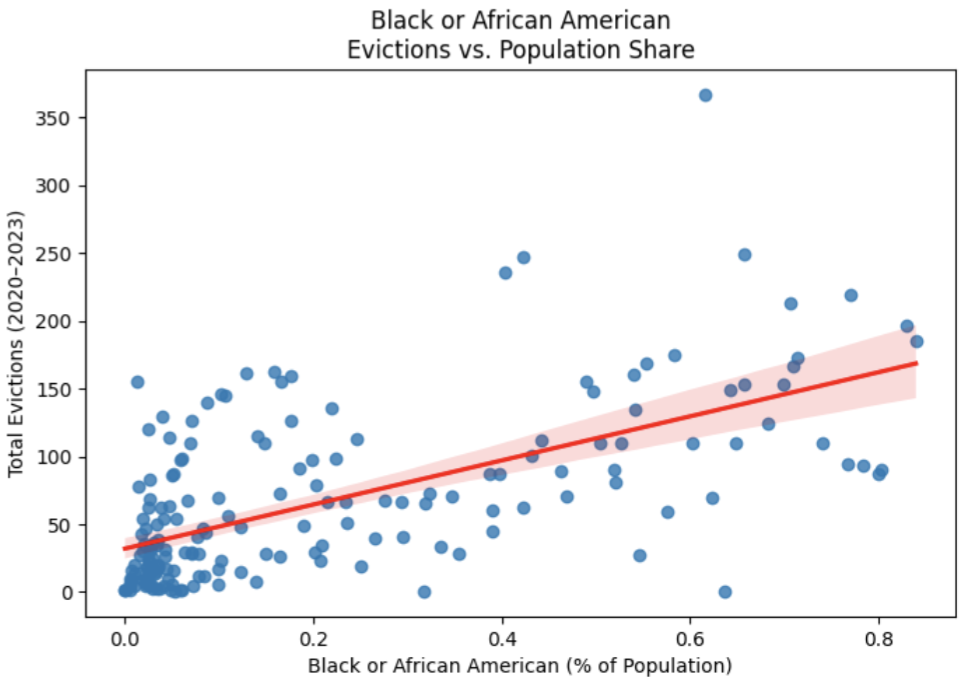 Black or African American
Evictions vs. Population Share
Total Evictions (2020–2023)
350
300
250
200
150
100
50
0
0.0 0.2 0.4 0.6 0.8
Black or African American (% of Population)